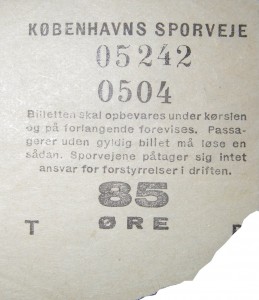 KØBENHAVNS SPORVEJE
05242
0504
Billetten skal opbevares under kørslen
og på forlangende forevises. Passa-
gerer uden gyldig billet må løse en
sådan. Sporvejene påtager sig intet
ansvar for forstyrrelser i driften.
85
T ØRE